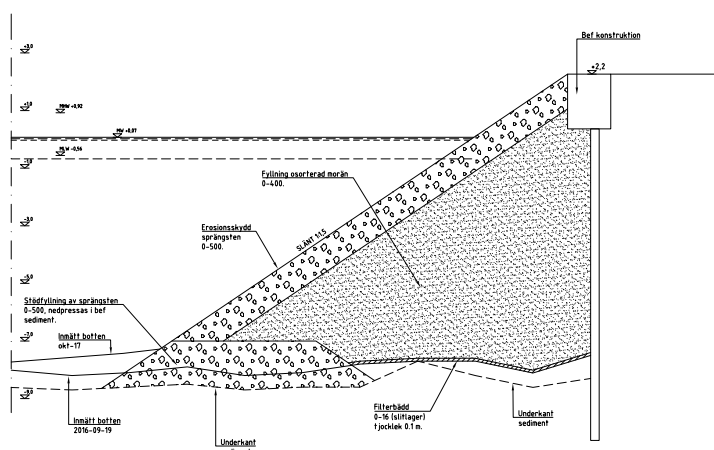 Bef konstruktion
+3,0
+2,2
MHW +0,92
+1,0
MW +0,07
MLW -0,56
-1,0
Fyllning osorterad morän
0-400.
-3,0
Erosionsskydd
sprängsten
0-500.
SLÄNT 1:1,5
-5,0
Stödfyllning av sprängsten
0-500, nedpressas i bef
sediment.
-7,0
Inmätt botten
okt-17
-9,0
Filterbädd
0-16 (slitlager)
tjocklek 0.1 m.
Underkant
sediment
Inmätt botten
2016-09-19
Underkant